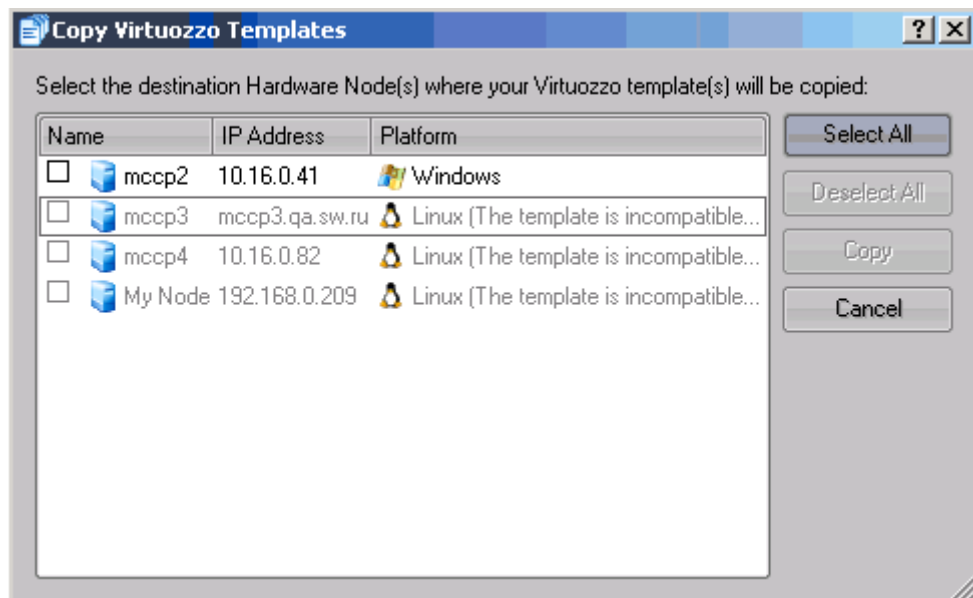 Copy Virtuozzo Templates
Select the destination Hardware Node(s) where your Virtuozzo template(s) will be copied:
Name IP Address Platform
mccp2 10.16.0.41 Windows
mccp3 mccp3.qa.sw.ru Linux (The template is incompatible...
mccp4 10.16.0.82 Linux (The template is incompatible...
My Node 192.168.0.209 Linux (The template is incompatible...
Select All
Deselect All
Copy
Cancel